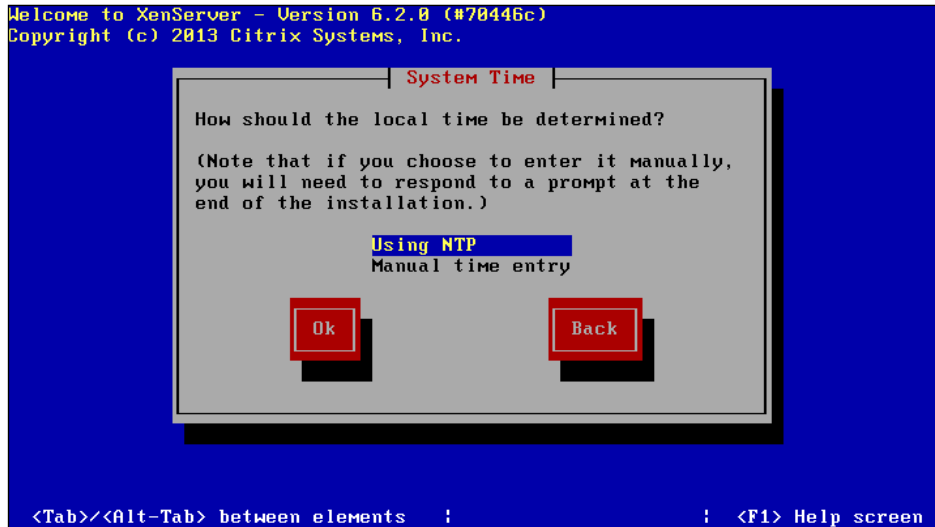 Welcome to XenServer - Version 6.2.0 (#70446c)
Copyright (c) 2013 Citrix Systems, Inc.
System Time
How should the local time be determined?
(Note that if you choose to enter it manually,
you will need to respond to a prompt at the
end of the installation.)
Using NTP
Manual time entry
Ok Back
<Tab>/<Alt-Tab> between elements ¦ ¦ <F1> Help screen